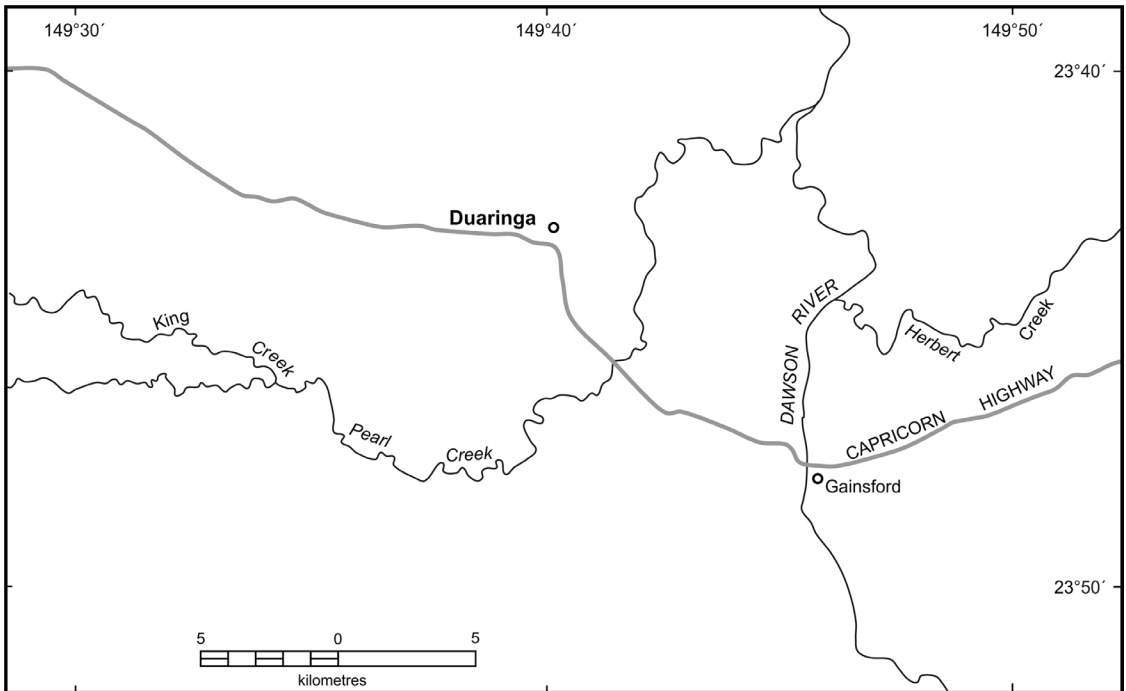 149°30´
149°40´
149°50´
23°40´
Duaringa
RIVER
King
Creek
Herbert
Creek
DAWSON
HIGHWAY
CAPRICORN
Pearl
Creek
Gainsford
23°50´
5 0 5
kilometres